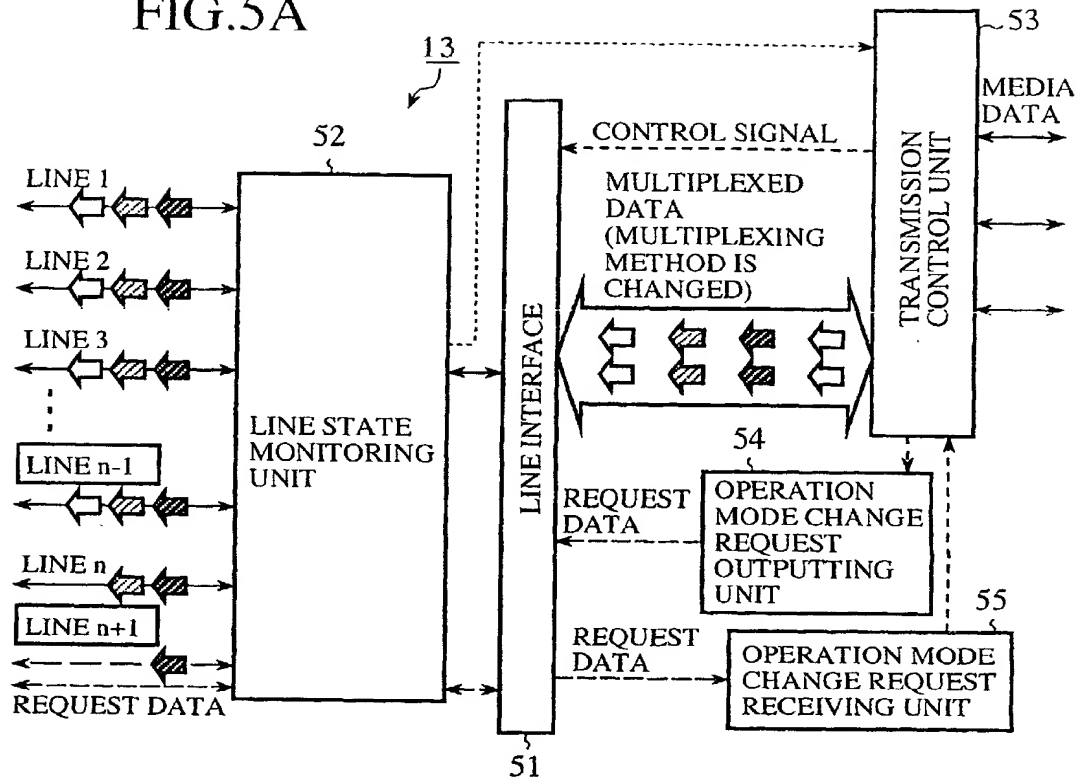 FIG.5A
13
53
MEDIA
DATA
TRANSMISSION
CONTROL UNIT
52
CONTROL SIGNAL
LINE 1
MULTIPLEXED
DATA
(MULTIPLEXING
METHOD IS
CHANGED)
LINE 2
LINE 3
LINE INTERFACE
LINE STATE
MONITORING
UNIT
LINE n-1
54
REQUEST
DATA
OPERATION
MODE CHANGE
REQUEST
OUTPUTTING
UNIT
LINE n
LINE n+1
55
REQUEST
DATA
OPERATION MODE
CHANGE REQUEST
RECEIVING UNIT
REQUEST DATA
51